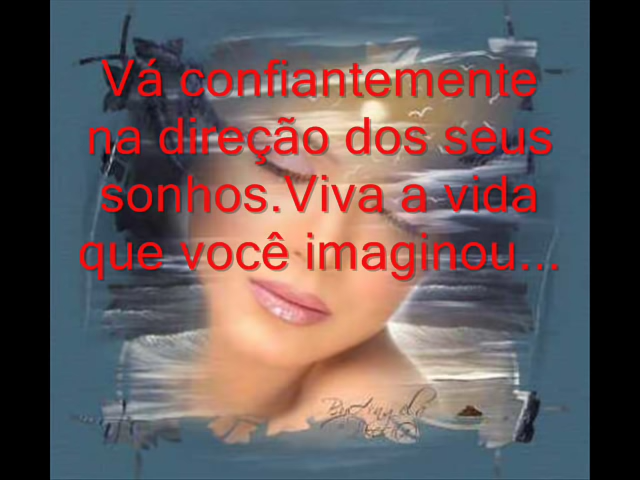 Vá confiantemente
na direção dos seus
sonhos.Viva a vida
que você imaginou...